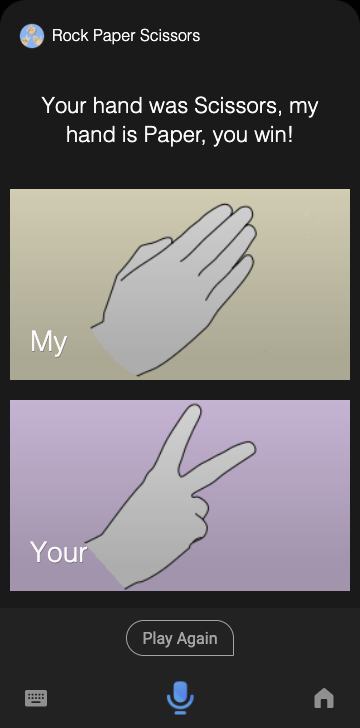 Rock Paper Scissors
Your hand was Scissors, my
hand is Paper, you win!
My
Your
Play Again